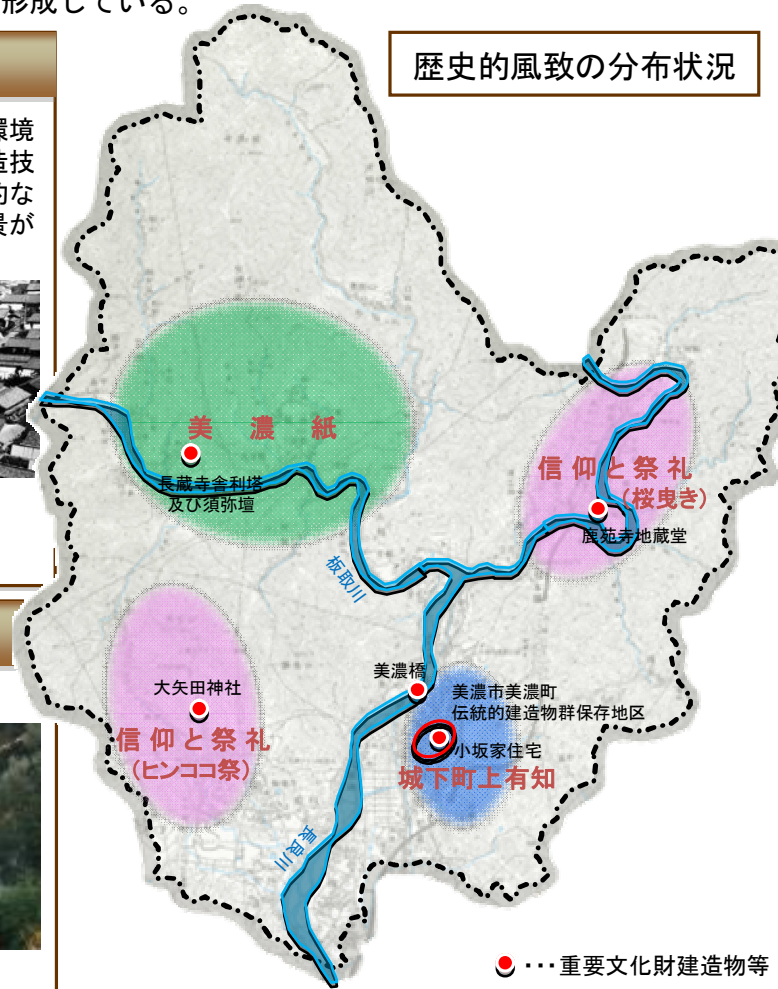 形成している。
歴史的風致の分布状況
環境
造技
的な
景が
美濃紙
長蔵寺舎利塔
及び須弥壇
信仰と祭礼
（桜曳き）
鹿苑寺地蔵堂
板取川
美濃橋
美濃市美濃町
伝統的建造物群保存地区
小坂家住宅
城下町上有知
大矢田神社
信仰と祭礼
（ヒンココ祭）
長良川
･･･重要文化財建造物等